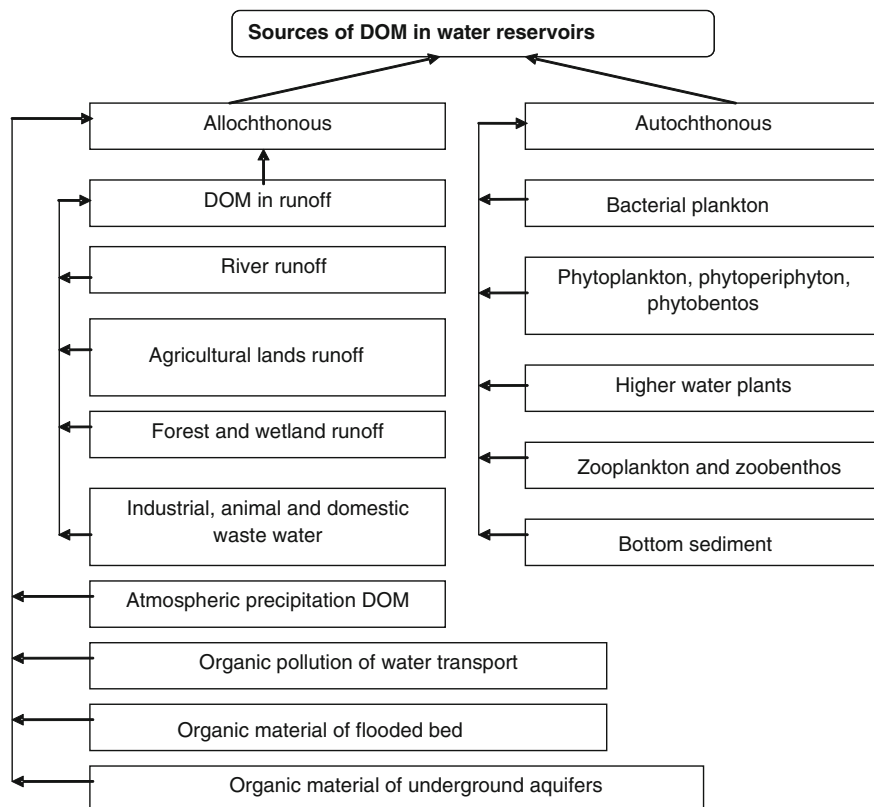 Sources of DOM in water reservoirs
Allochthonous
DOM in runoff
River runoff
Agricultural lands runoff
Forest and wetland runoff
Industrial, animal and domestic
waste water
Atmospheric precipitation DOM
Organic pollution of water transport
Organic material of flooded bed
Organic material of underground aquifers
Autochthonous
Bacterial plankton
Phytoplankton, phytoperiphyton,
phytobentos
Higher water plants
Zooplankton and zoobenthos
Bottom sediment